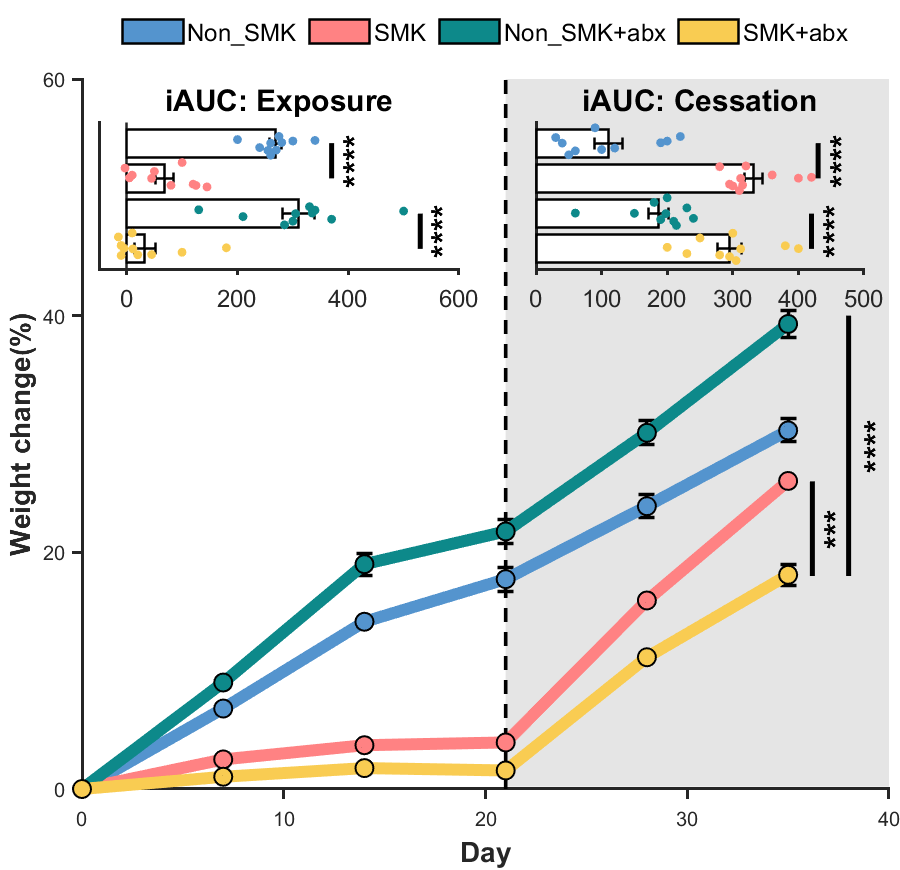 Non_SMK SMK Non_SMK+abx SMK+abx
60
iAUC: Exposure
****
****
0 200 400 600
iAUC: Cessation
****
****
0 100 200 300 400 500
40
20
0
Weight change(%)
****
***
0 10 20 30 40
Day